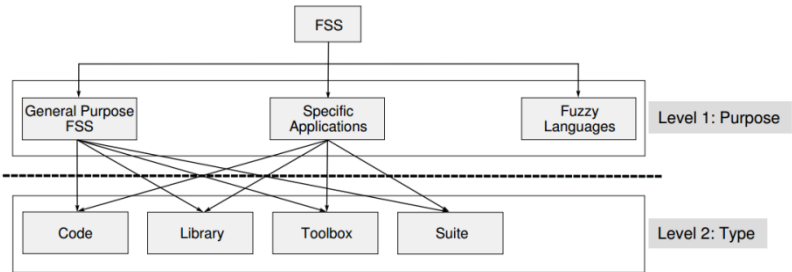 FSS
General Purpose
FSS
Specific
Applications
Fuzzy
Languages
Level 1: Purpose
Code
Library
Toolbox
Suite
Level 2: Type